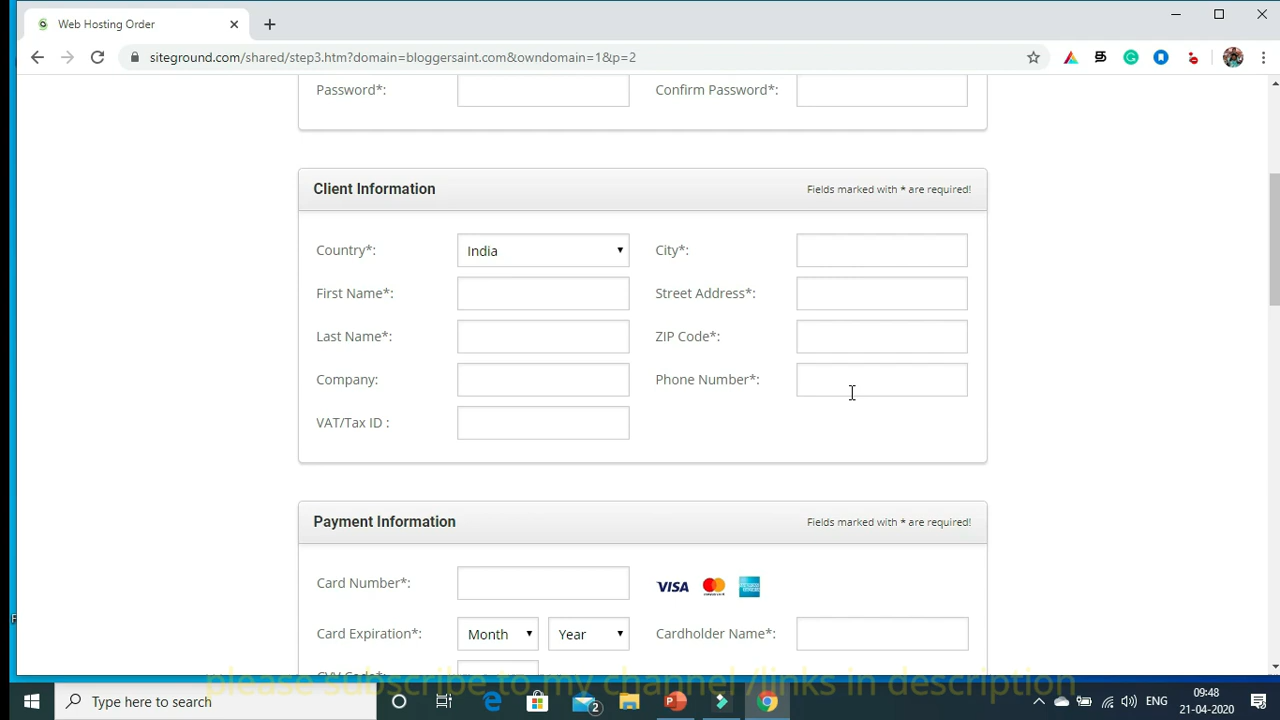 Web Hosting Order
siteground.com/shared/step3.htm?domain=bloggersaint.com&owndomain=1&p=2
Password*: Confirm Password*:
Client Information Fields marked with * are required!
Country*: India City*:
First Name*: Street Address*:
Last Name*: ZIP Code*:
Company: Phone Number*:
VAT/Tax ID :
Payment Information Fields marked with * are required!
Card Number*: VISA
Card Expiration*: Month Year Cardholder Name*:
CVV Code*:
please subscribe to my channel /links in description
Type here to search 2 ENG 09:48
21-04-2020